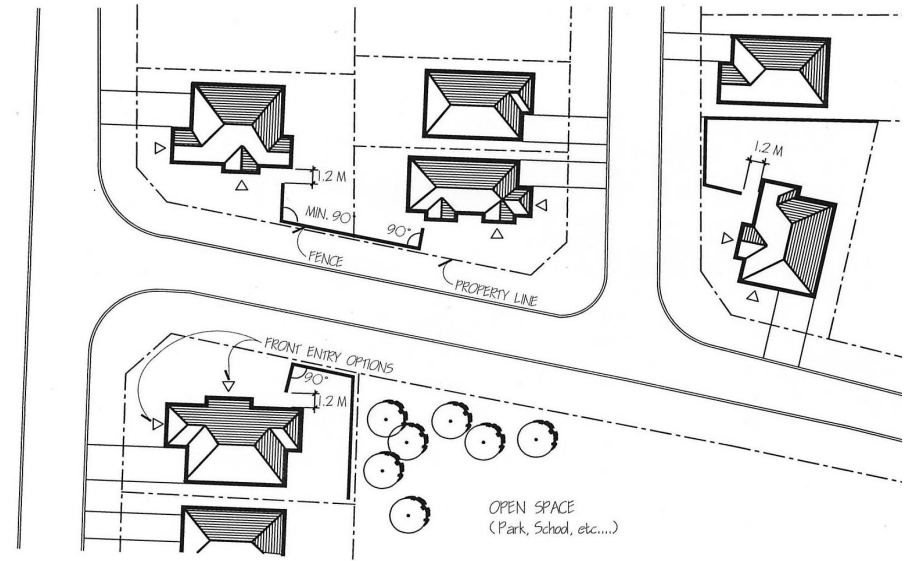 1.2 M
1.2 M
MIN. 90°
90°
FENCE
PROPERTY LINE
FRONT ENTRY OPTIONS
90°
1.2 M
OPEN SPACE
(Park, School, etc....)